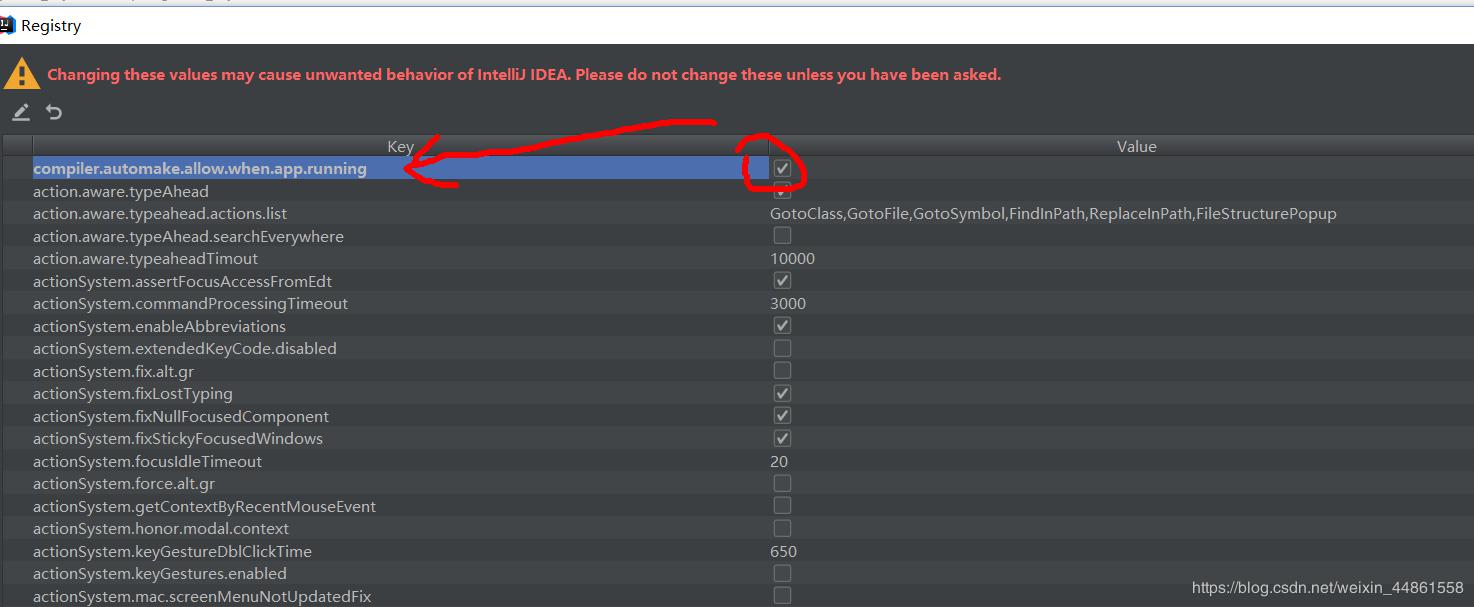 Registry
Changing these values may cause unwanted behavior of IntelliJ IDEA. Please do not change these unless you have been asked.
Key Value
compiler.automake.allow.when.app.running
action.aware.typeAhead
action.aware.typeahead.actions.list GotoClass,GotoFile,GotoSymbol,FindInPath,ReplaceInPath,FileStructurePopup
action.aware.typeAhead.searchEverywhere
action.aware.typeaheadTimout 10000
actionSystem.assertFocusAccessFromEdt
actionSystem.commandProcessingTimeout 3000
actionSystem.enableAbbreviations
actionSystem.extendedKeyCode.disabled
actionSystem.fix.alt.gr
actionSystem.fixLostTyping
actionSystem.fixNullFocusedComponent
actionSystem.fixStickyFocusedWindows
actionSystem.focusIdleTimeout 20
actionSystem.force.alt.gr
actionSystem.getContextByRecentMouseEvent
actionSystem.honor.modal.context
actionSystem.keyGestureDblClickTime 650
actionSystem.keyGestures.enabled
actionSystem.mac.screenMenuNotUpdatedFix
https://blog.csdn.net/weixin_44861558